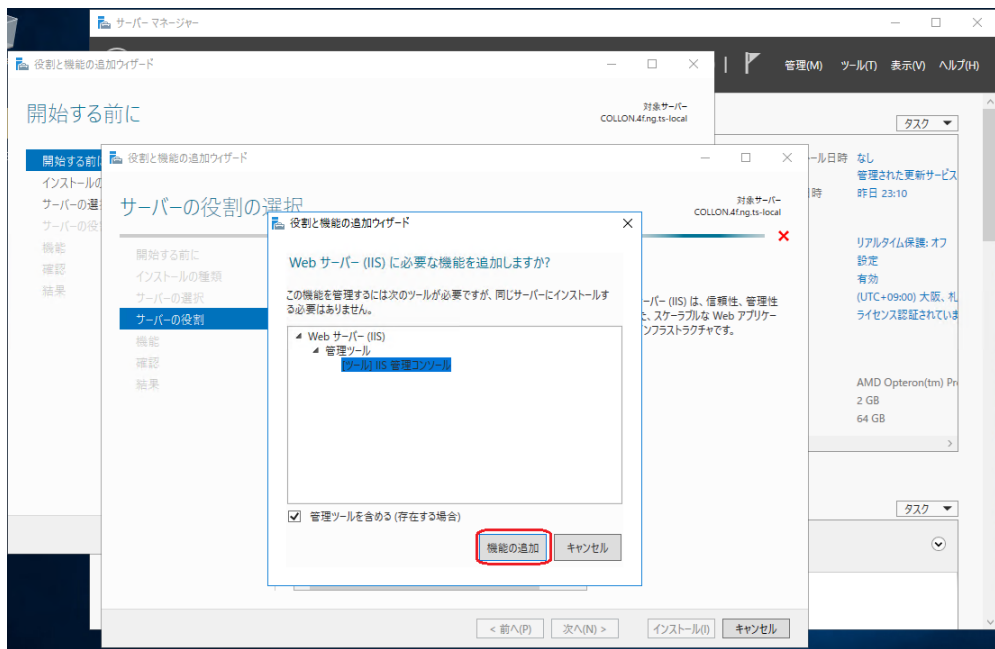 サーバー マネージャー
管理(M) ツール(T) 表示(V) ヘルプ(H)
タスク
ール日時 なし
管理された更新サービス
時 昨日 23:10
リアルタイム保護: オフ
設定
有効
(UTC+09:00) 大阪、札
ライセンス認証されていま
AMD Opteron(tm) Pr
2 GB
64 GB
タスク
役割と機能の追加ウィザード
開始する前に
対象サーバー
COLLON.4f.ng.ts-local
開始する前に
インストールの
サーバーの選
サーバーの役
機能
確認
結果
役割と機能の追加ウィザード
サーバーの役割の選択
対象サーバー
COLLON.4f.ng.ts-local
開始する前に
インストールの種類
サーバーの選択
サーバーの役割
機能
確認
結果
ーバー (IIS) は、信頼性、管理性
た、スケーラブルな Web アプリケー
ンフラストラクチャです。
< 前へ(P) 次へ(N) > インストール(I) キャンセル
役割と機能の追加ウィザード
Web サーバー (IIS) に必要な機能を追加しますか?
この機能を管理するには次のツールが必要ですが、同じサーバーにインストールす
る必要はありません。
Web サーバー (IIS)
管理ツール
[ツール] IIS 管理コンソール
管理ツールを含める (存在する場合)
機能の追加 キャンセル